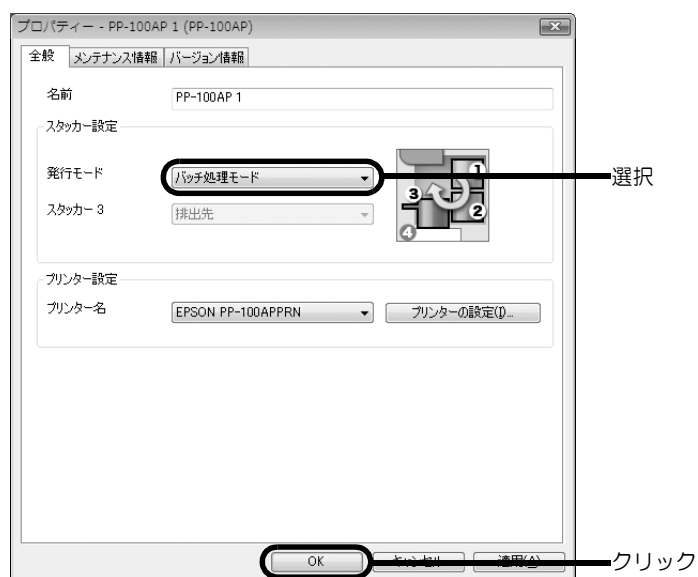 プロパティー - PP-100AP 1 (PP-100AP)
全般 メンテナンス情報 バージョン情報
名前 PP-100AP 1
スタッカー設定
発行モード バッチ処理モード
選択
スタッカー 3 排出先
1
3
2
4
プリンター設定
プリンター名 EPSON PP-100APPRN プリンターの設定(I)...
OK キャンセル 適用(A)
クリック